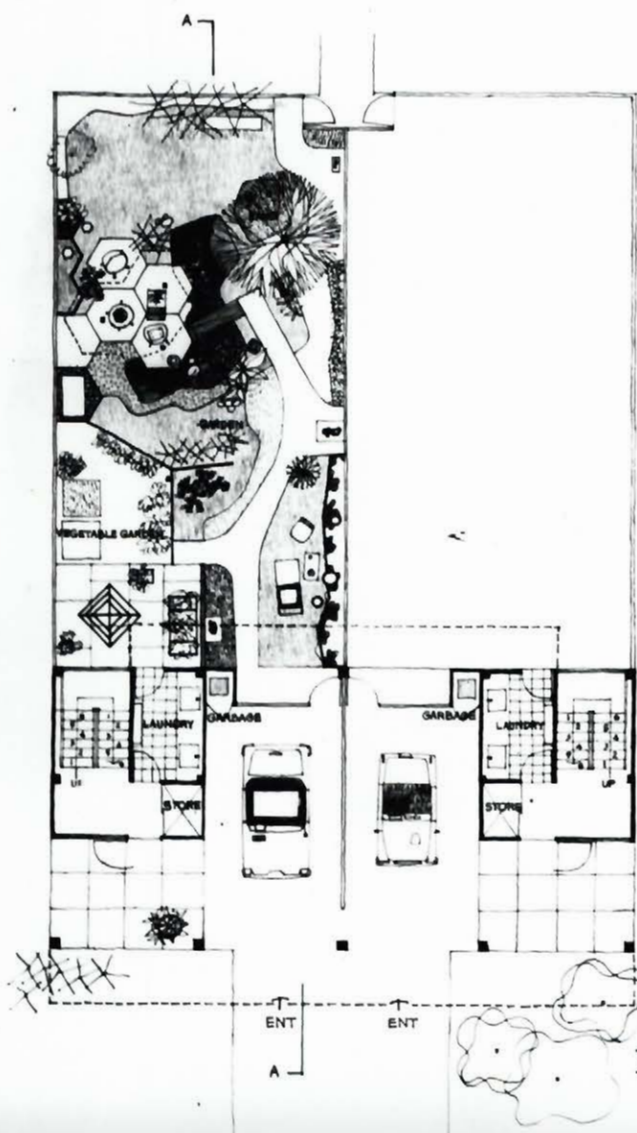 A
GARDEN
VEGETABLE GARDEN
GARBAGE
GARBAGE
LAUNDRY
LAUNDRY
UP
UP
STORE
STORE
ENT
ENT
A